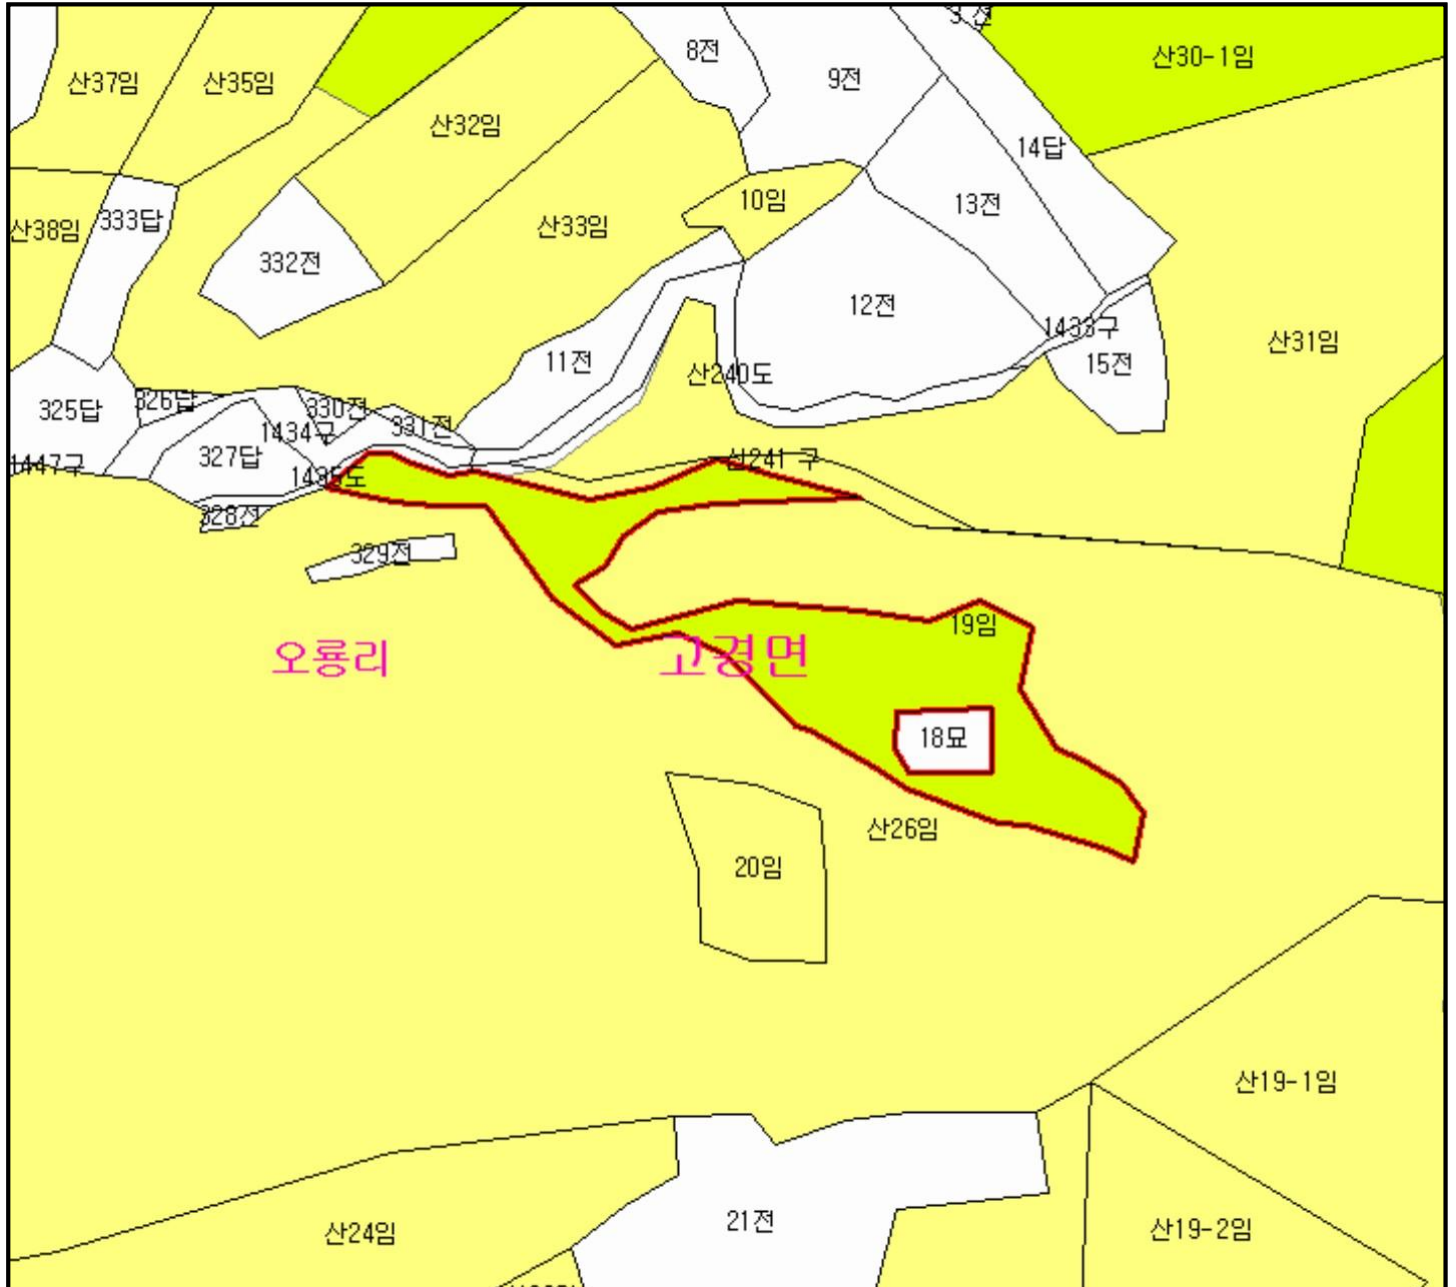 3 전
8전
산30-1임
9전
산37임
산35임
산32임
14답
10임
13전
333답
산38임
산33임
332전
12전
1433구
산31임
11전
15전
산240도
326답
330전
325답
331전
1434구
327답
산241 구
1447구
1435도
328전
329전
19임
오룡리
고경면
18묘
산26임
20임
산19-1임
21전
산24임
산19-2임